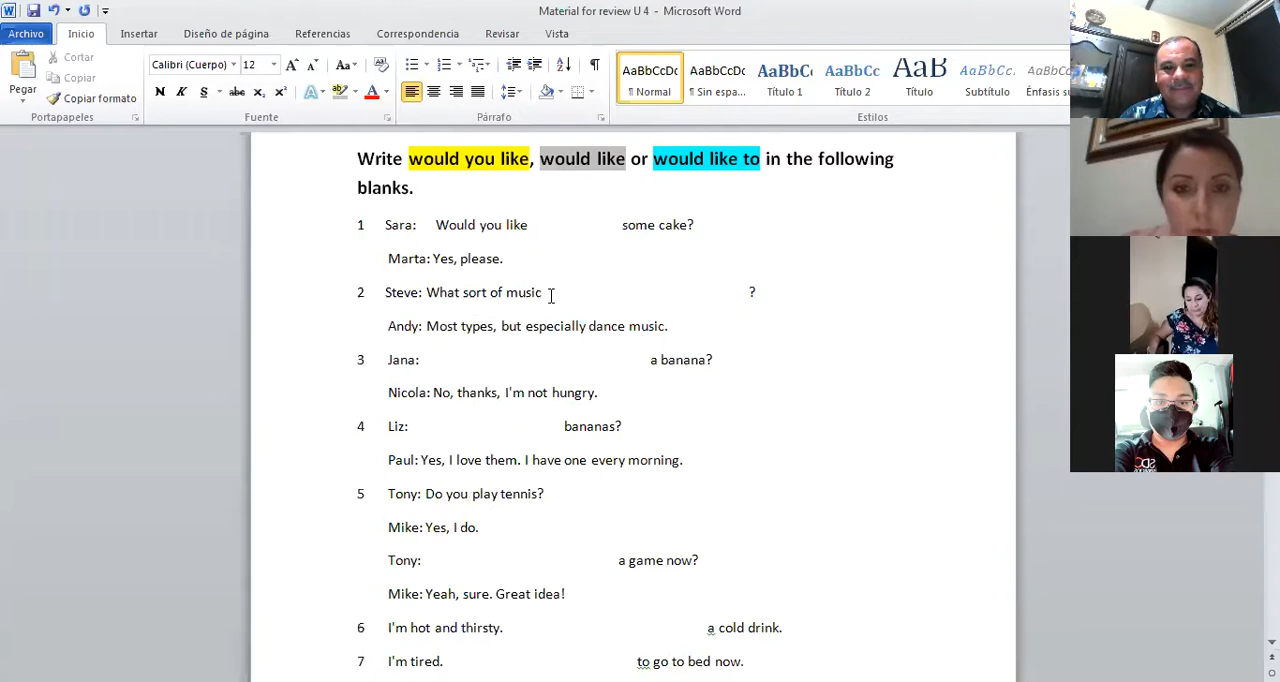 Material for review U 4 - Microsoft Word
Archivo Inicio Insertar Diseño de página Referencias Correspondencia Revisar Vista
Pegar
Cortar
Copiar
Copiar formato
Portapapeles
Calibri (Cuerpo) 12
N K S abc x₂ x²
Fuente
Párrafo
AaBbCcDc AaBbCcDc AaBbC AaBbCc AaB AaBbCc. AaBbCc
¶ Normal ¶ Sin espa... Título 1 Título 2 Título Subtítulo Énfasis su
Estilos
Write would you like, would like or would like to in the following
blanks.
1 Sara: Would you like some cake?
Marta: Yes, please.
2 Steve: What sort of music ?
Andy: Most types, but especially dance music.
3 Jana: a banana?
Nicola: No, thanks, I'm not hungry.
4 Liz: bananas?
Paul: Yes, I love them. I have one every morning.
5 Tony: Do you play tennis?
Mike: Yes, I do.
Tony: a game now?
Mike: Yeah, sure. Great idea!
6 I'm hot and thirsty. a cold drink.
7 I'm tired. to go to bed now.